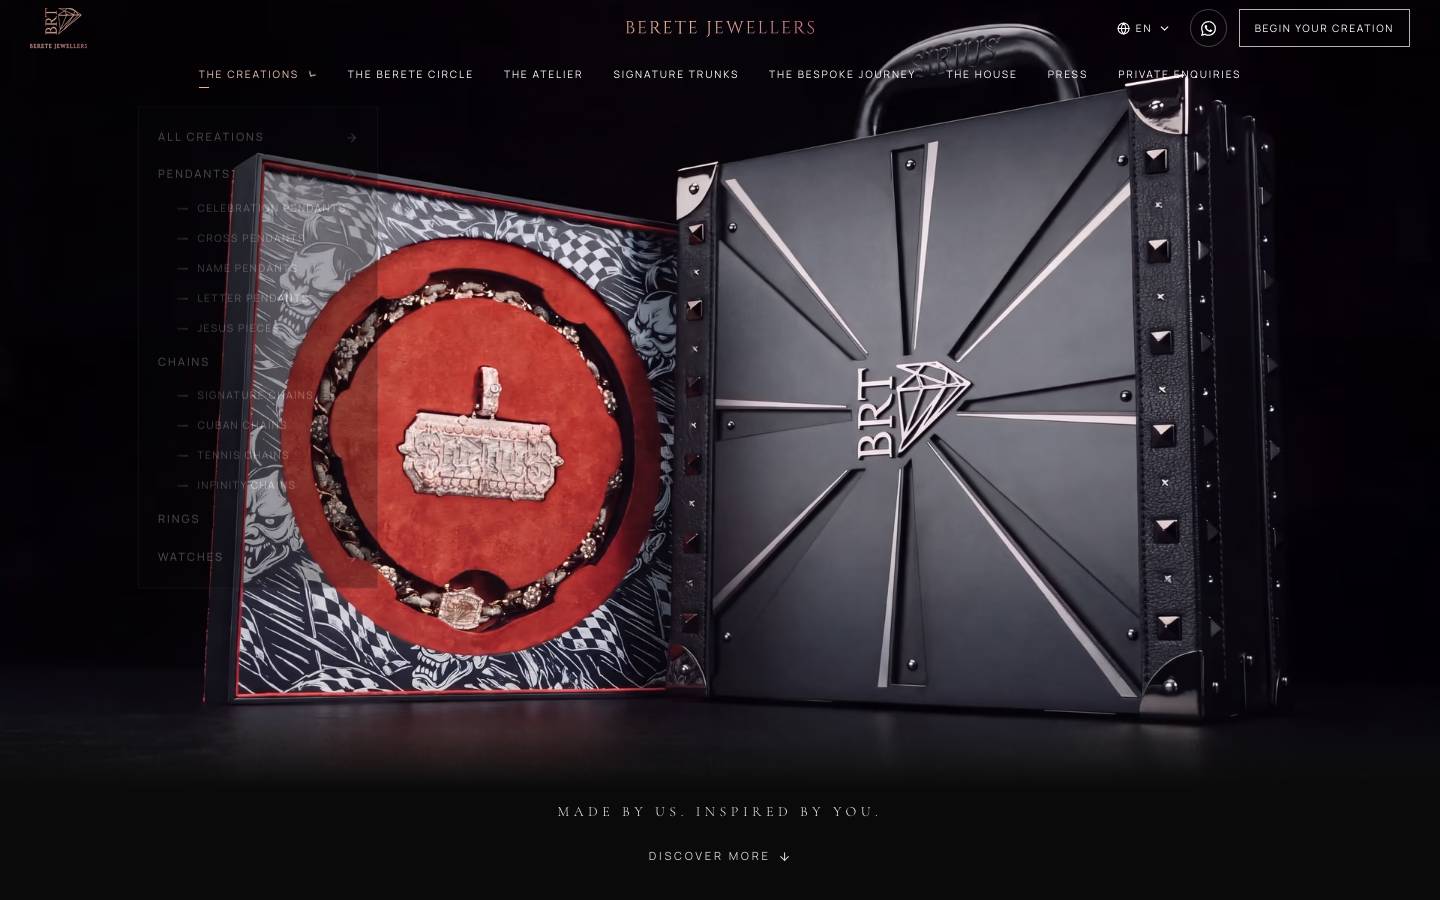 BRT
BERETE JEWELLERS
BERETE JEWELLERS
EN
BEGIN YOUR CREATION
THE CREATIONS
THE BERETE CIRCLE
THE ATELIER
SIGNATURE TRUNKS
THE BESPOKE JOURNEY
THE HOUSE
PRESS
PRIVATE ENQUIRIES
SIRIUS
ALL CREATIONS
PENDANTS
CELEBRATION PENDANTS
CROSS PENDANTS
NAME PENDANTS
LETTER PENDANTS
JESUS PIECES
CHAINS
SIGNATURE CHAINS
CUBAN CHAINS
TENNIS CHAINS
INFINITY CHAINS
RINGS
WATCHES
BRT
MADE BY US. INSPIRED BY YOU.
DISCOVER MORE